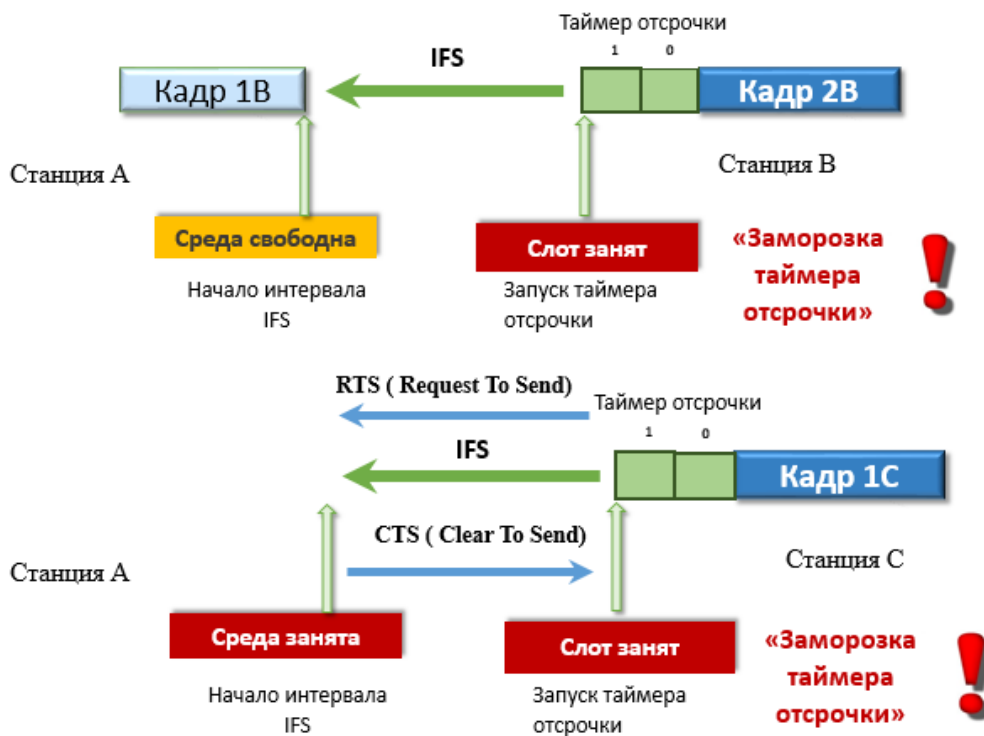 Таймер отсрочки
1 0
IFS
Кадр 1В
Кадр 2В
Станция А
Станция В
Среда свободна
Слот занят
«Заморозка
таймера
отсрочки»
Начало интервала
IFS
Запуск таймера
отсрочки
RTS ( Request To Send)
Таймер отсрочки
1 0
IFS
Кадр 1С
CTS ( Clear To Send)
Станция А
Станция С
Среда занята
Слот занят
«Заморозка
таймера
отсрочки»
Начало интервала
IFS
Запуск таймера
отсрочки